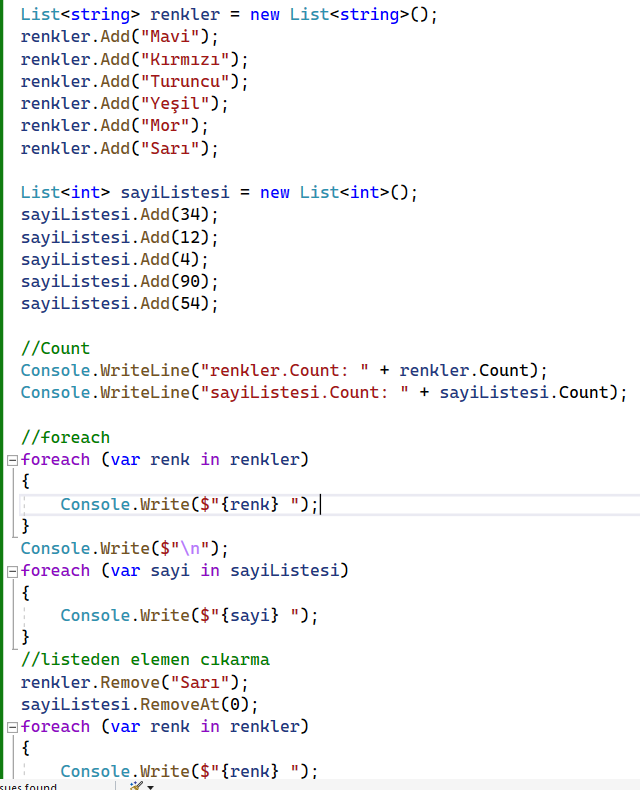 List<string> renkler = new List<string>();
renkler.Add("Mavi");
renkler.Add("Kırmızı");
renkler.Add("Turuncu");
renkler.Add("Yeşil");
renkler.Add("Mor");
renkler.Add("Sarı");
List<int> sayiListesi = new List<int>();
sayiListesi.Add(34);
sayiListesi.Add(12);
sayiListesi.Add(4);
sayiListesi.Add(90);
sayiListesi.Add(54);
//Count
Console.WriteLine("renkler.Count: " + renkler.Count);
Console.WriteLine("sayiListesi.Count: " + sayiListesi.Count);
//foreach
foreach (var renk in renkler)
{
    Console.Write($"{renk} ");
}
Console.Write($"\n");
foreach (var sayi in sayiListesi)
{
    Console.Write($"{sayi} ");
}
//listeden elemen cıkarma
renkler.Remove("Sarı");
sayiListesi.RemoveAt(0);
foreach (var renk in renkler)
{
    Console.Write($"{renk} ");
found